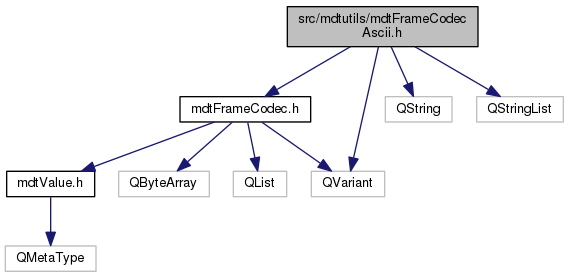 src/mdtutils/mdtFrameCodec
Ascii.h
mdtFrameCodec.h
QString
QStringList
mdtValue.h
QByteArray
QList
QVariant
QMetaType